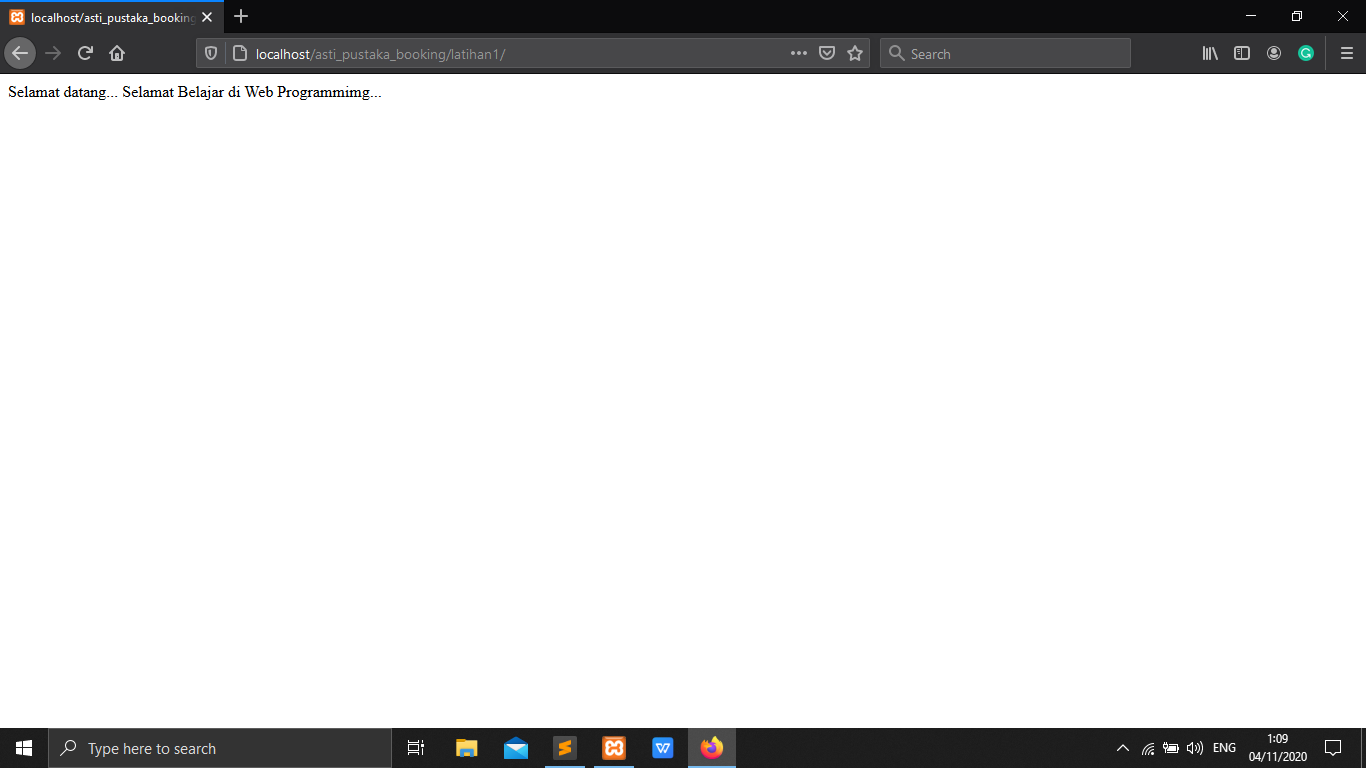 localhost/asti_pustaka_booking
localhost/asti_pustaka_booking/latihan1/
Search
Selamat datang... Selamat Belajar di Web Programmimg...
Type here to search
ENG
1:09
04/11/2020